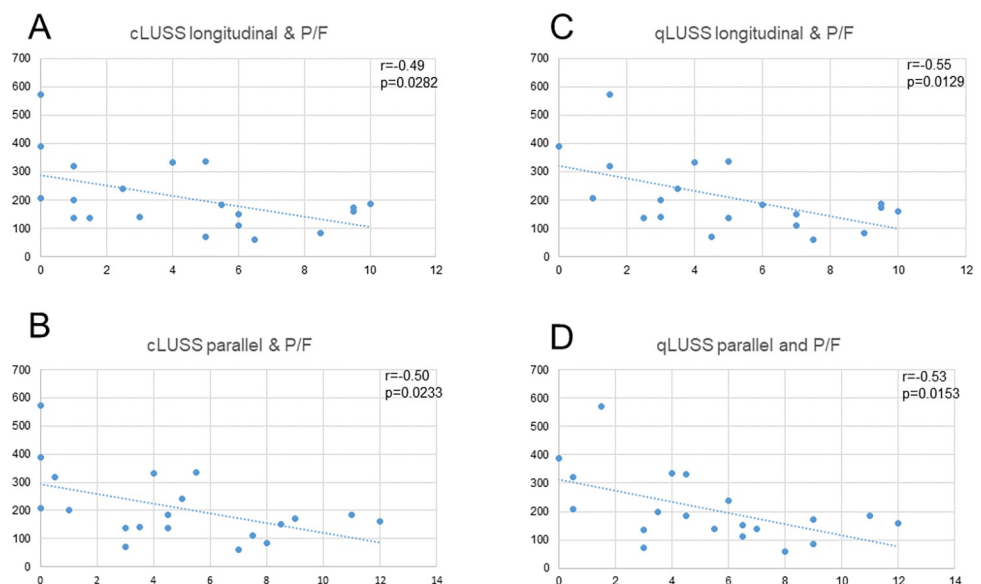 A
cLUSS longitudinal & P/F
r=-0.49
p=0.0282
700
600
500
400
300
200
100
0
0 2 4 6 8 10 12
C
qLUSS longitudinal & P/F
r=-0.55
p=0.0129
700
600
500
400
300
200
100
0
0 2 4 6 8 10 12
B
cLUSS parallel & P/F
r=-0.50
p=0.0233
700
600
500
400
300
200
100
0
0 2 4 6 8 10 12 14
D
qLUSS parallel and P/F
r=-0.53
p=0.0153
700
600
500
400
300
200
100
0
0 2 4 6 8 10 12 14